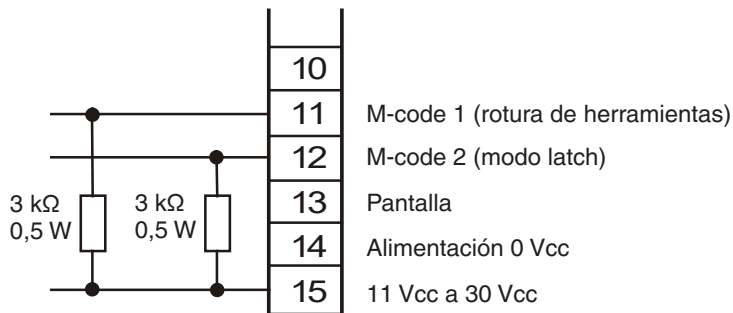 10
11 M-code 1 (rotura de herramientas)
12 M-code 2 (modo latch)
3 kΩ 3 kΩ 13 Pantalla
0,5 W 0,5 W
14 Alimentación 0 Vcc
15 11 Vcc a 30 Vcc